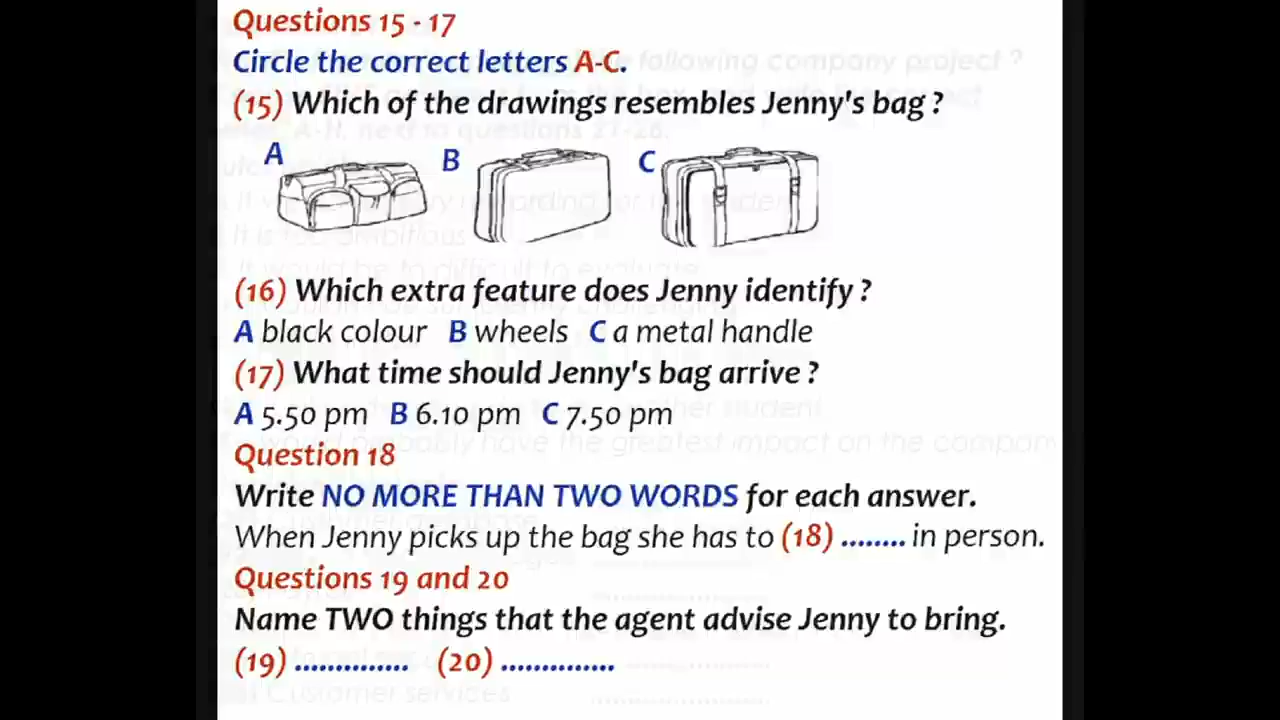 Questions 15 - 17
Circle the correct letters A-C.
(15) Which of the drawings resembles Jenny's bag ?
A B C
(16) Which extra feature does Jenny identify ?
A black colour B wheels C a metal handle
(17) What time should Jenny's bag arrive ?
A 5.50 pm B 6.10 pm C 7.50 pm
Question 18
Write NO MORE THAN TWO WORDS for each answer.
When Jenny picks up the bag she has to (18) ........ in person.
Questions 19 and 20
Name TWO things that the agent advise Jenny to bring.
(19) .............. (20) ..............
Customer services